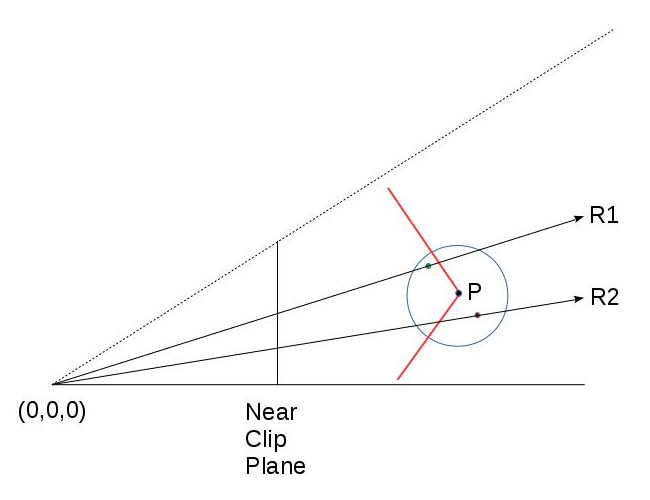 R1
P
R2
(0,0,0)
Near
Clip
Plane